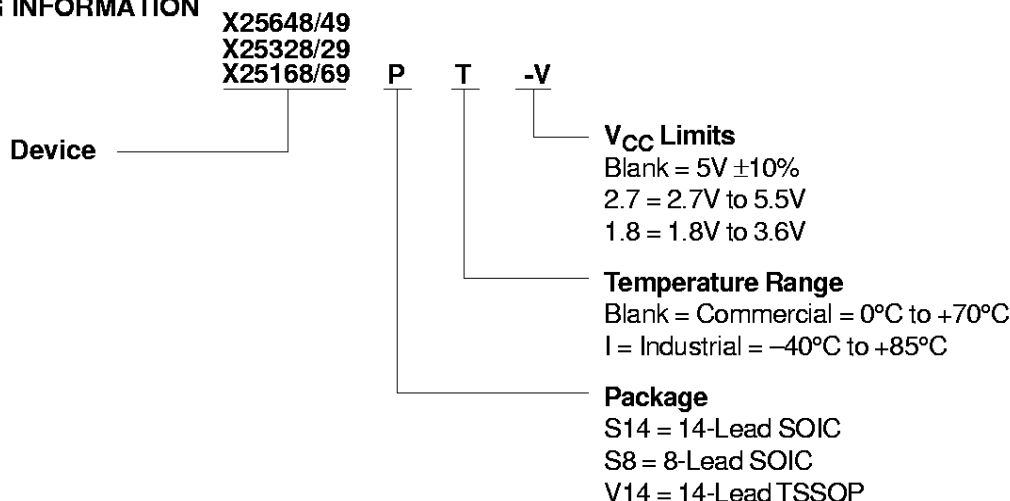 INFORMATION
X25648/49
X25328/29
X25168/69 P T -V
Device
VCC Limits
Blank = 5V ±10%
2.7 = 2.7V to 5.5V
1.8 = 1.8V to 3.6V
Temperature Range
Blank = Commercial = 0°C to +70°C
I = Industrial = –40°C to +85°C
Package
S14 = 14-Lead SOIC
S8 = 8-Lead SOIC
V14 = 14-Lead TSSOP